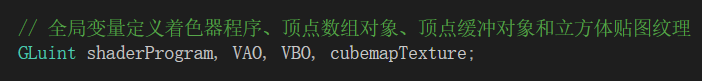 // 全局变量定义着色器程序、顶点数组对象、顶点缓冲对象和立方体贴图纹理
GLuint shaderProgram, VAO, VBO, cubemapTexture;